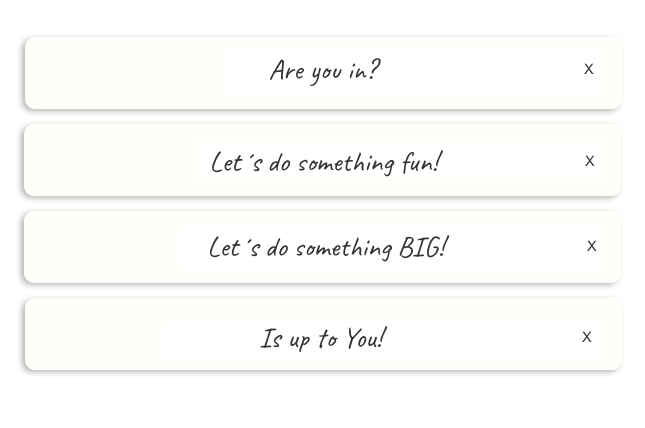 Are you in? X
Let´s do something fun! X
Let´s do something BIG! X
Is up to You! X